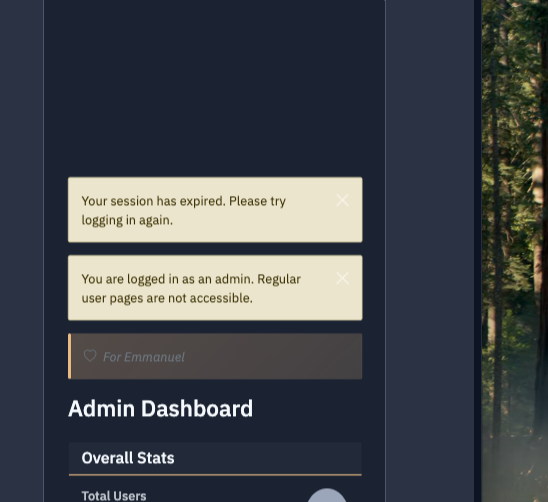 Your session has expired. Please try
logging in again.
You are logged in as an admin. Regular
user pages are not accessible.
For Emmanuel
Admin Dashboard
Overall Stats
Total Users